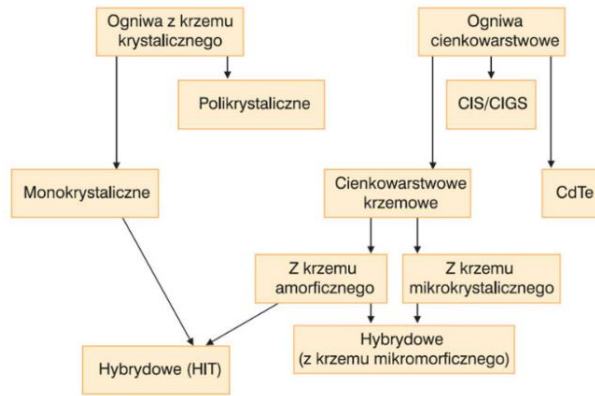 Ogniwa z krzemu
krystalicznego
Ogniwa
cienkowarstwowe
Polikrystaliczne
CIS/CIGS
Monokrystaliczne
Cienkowarstwowe
krzemowe
CdTe
Z krzemu
amorficznego
Z krzemu
mikrokrystalicznego
Hybrydowe
(z krzemu mikromorficznego)
Hybrydowe (HIT)